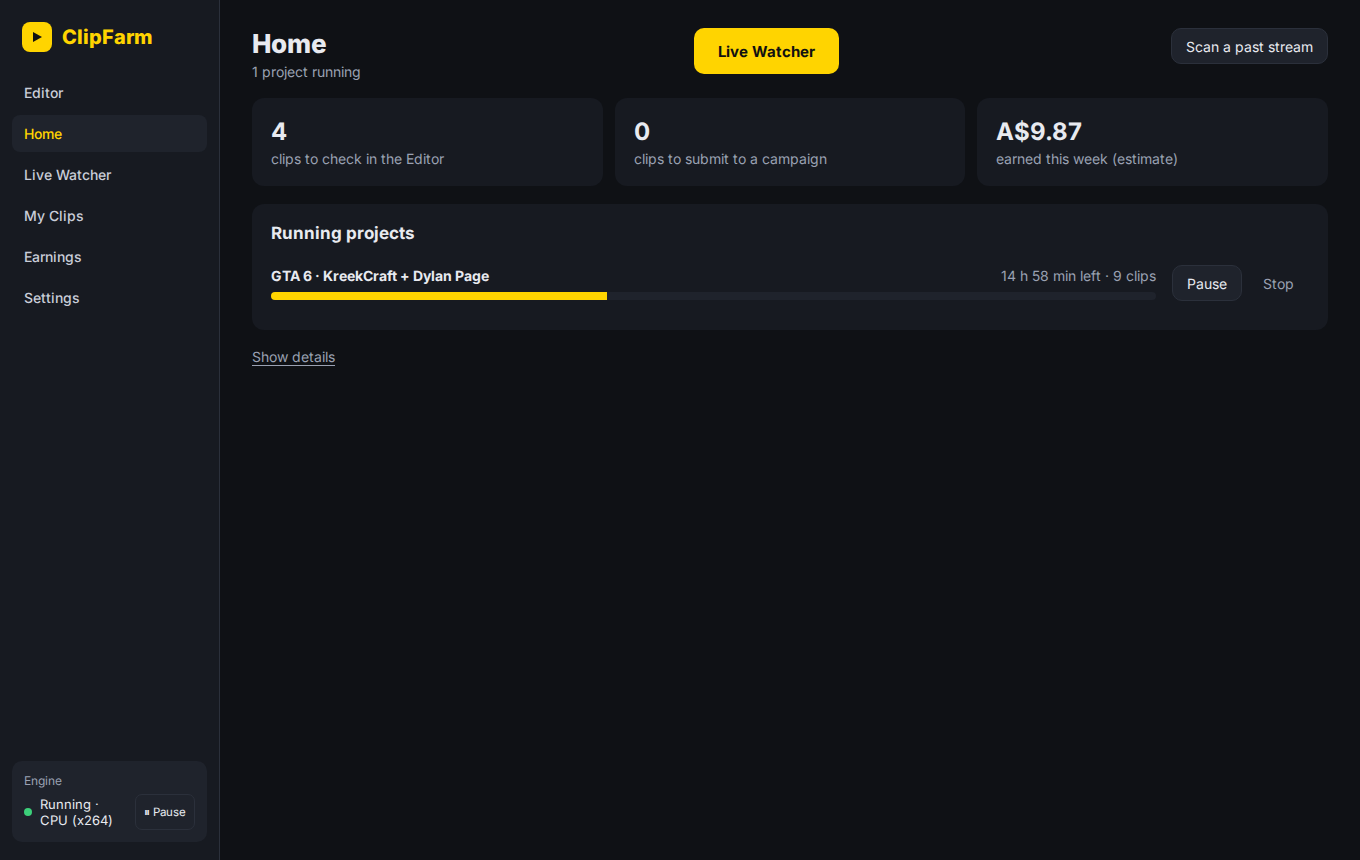 ClipFarm
Editor
Home
Live Watcher
My Clips
Earnings
Settings
Engine
Running ·
CPU (x264)
Pause
Home
1 project running
Live Watcher
Scan a past stream
4
clips to check in the Editor
0
clips to submit to a campaign
A$9.87
earned this week (estimate)
Running projects
GTA 6 · KreekCraft + Dylan Page
14 h 58 min left · 9 clips
Pause
Stop
Show details